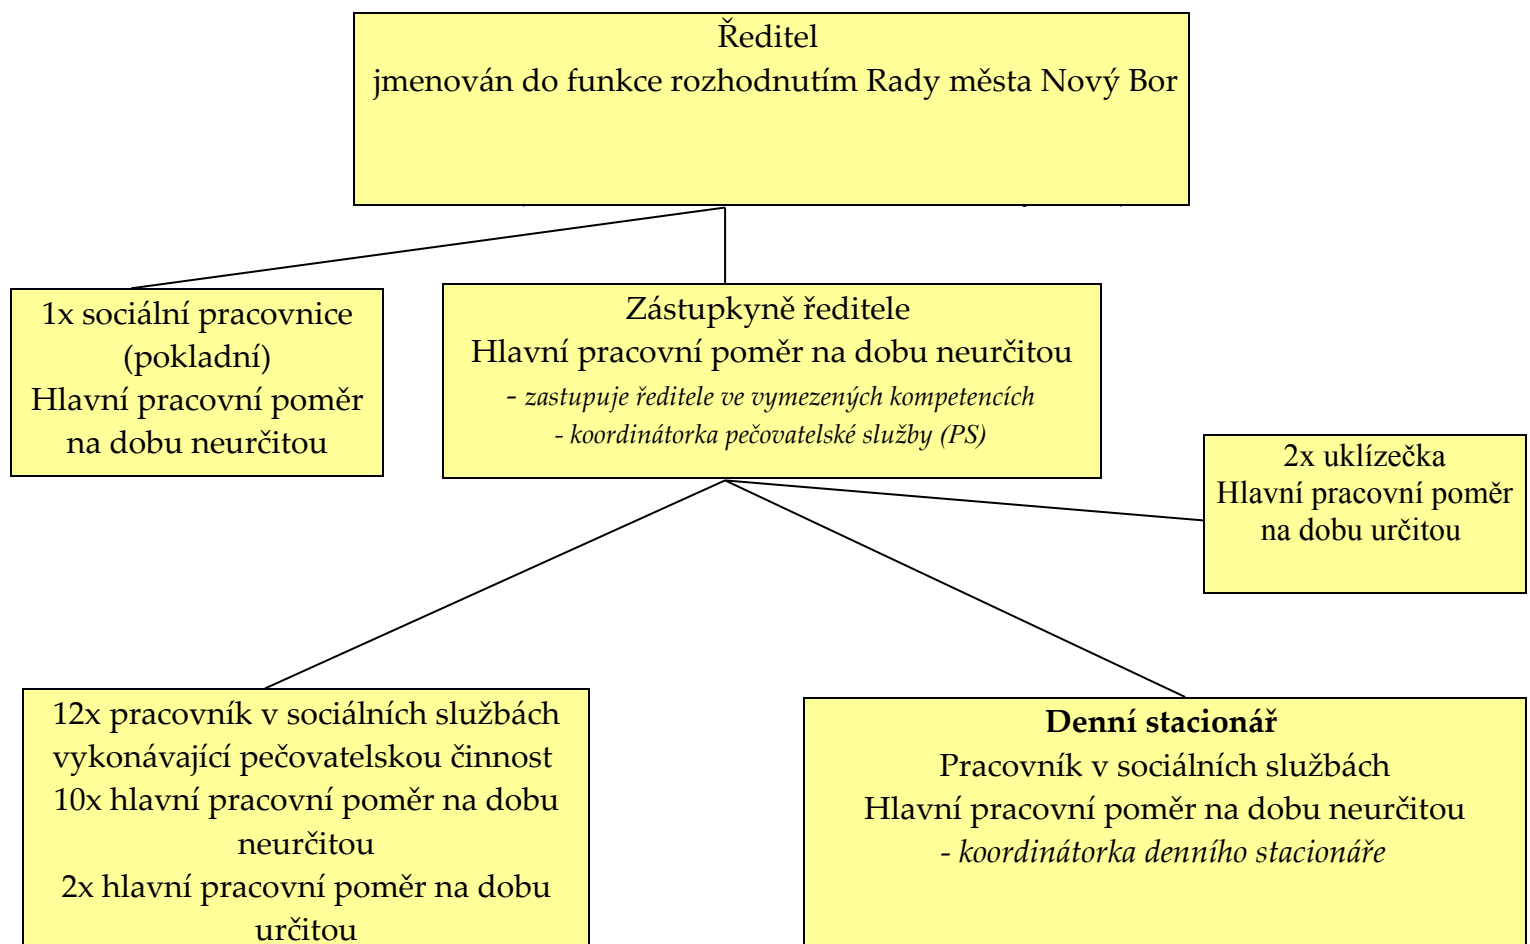 Ředitel
jmenován do funkce rozhodnutím Rady města Nový Bor
1x sociální pracovnice
(pokladní)
Hlavní pracovní poměr
na dobu neurčitou
Zástupkyně ředitele
Hlavní pracovní poměr na dobu neurčitou
- zastupuje ředitele ve vymezených kompetencích
- koordinátorka pečovatelské služby (PS)
2x uklízečka
Hlavní pracovní poměr
na dobu určitou
12x pracovník v sociálních službách
vykonávající pečovatelskou činnost
10x hlavní pracovní poměr na dobu
neurčitou
2x hlavní pracovní poměr na dobu
určitou
Denní stacionář
Pracovník v sociálních službách
Hlavní pracovní poměr na dobu neurčitou
- koordinátorka denního stacionáře